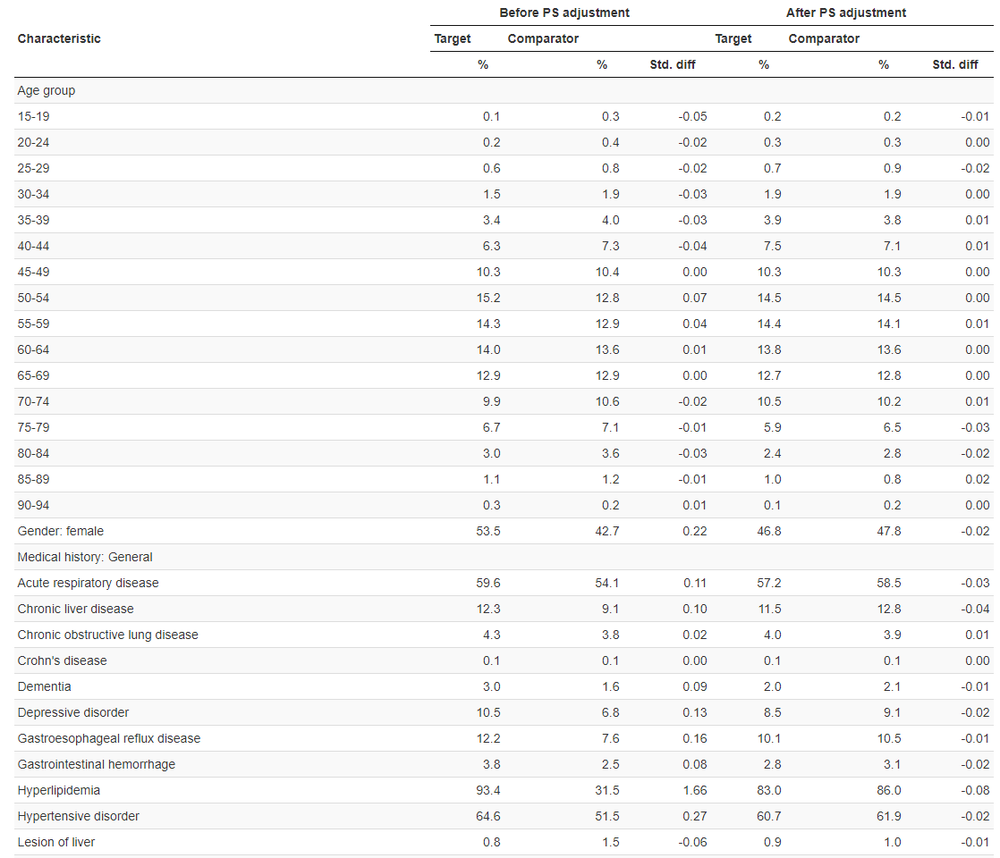 Before PS adjustment After PS adjustment
Characteristic Target Comparator Target Comparator
% % Std. diff % % Std. diff
Age group
15-19 0.1 0.3 -0.05 0.2 0.2 -0.01
20-24 0.2 0.4 -0.02 0.3 0.3 0.00
25-29 0.6 0.8 -0.02 0.7 0.9 -0.02
30-34 1.5 1.9 -0.03 1.9 1.9 0.00
35-39 3.4 4.0 -0.03 3.9 3.8 0.01
40-44 6.3 7.3 -0.04 7.5 7.1 0.01
45-49 10.3 10.4 0.00 10.3 10.3 0.00
50-54 15.2 12.8 0.07 14.5 14.5 0.00
55-59 14.3 12.9 0.04 14.4 14.1 0.01
60-64 14.0 13.6 0.01 13.8 13.6 0.00
65-69 12.9 12.9 0.00 12.7 12.8 0.00
70-74 9.9 10.6 -0.02 10.5 10.2 0.01
75-79 6.7 7.1 -0.01 5.9 6.5 -0.03
80-84 3.0 3.6 -0.03 2.4 2.8 -0.02
85-89 1.1 1.2 -0.01 1.0 0.8 0.02
90-94 0.3 0.2 0.01 0.1 0.2 0.00
Gender: female 53.5 42.7 0.22 46.8 47.8 -0.02
Medical history: General
Acute respiratory disease 59.6 54.1 0.11 57.2 58.5 -0.03
Chronic liver disease 12.3 9.1 0.10 11.5 12.8 -0.04
Chronic obstructive lung disease 4.3 3.8 0.02 4.0 3.9 0.01
Crohn's disease 0.1 0.1 0.00 0.1 0.1 0.00
Dementia 3.0 1.6 0.09 2.0 2.1 -0.01
Depressive disorder 10.5 6.8 0.13 8.5 9.1 -0.02
Gastroesophageal reflux disease 12.2 7.6 0.16 10.1 10.5 -0.01
Gastrointestinal hemorrhage 3.8 2.5 0.08 2.8 3.1 -0.02
Hyperlipidemia 93.4 31.5 1.66 83.0 86.0 -0.08
Hypertensive disorder 64.6 51.5 0.27 60.7 61.9 -0.02
Lesion of liver 0.8 1.5 -0.06 0.9 1.0 -0.01